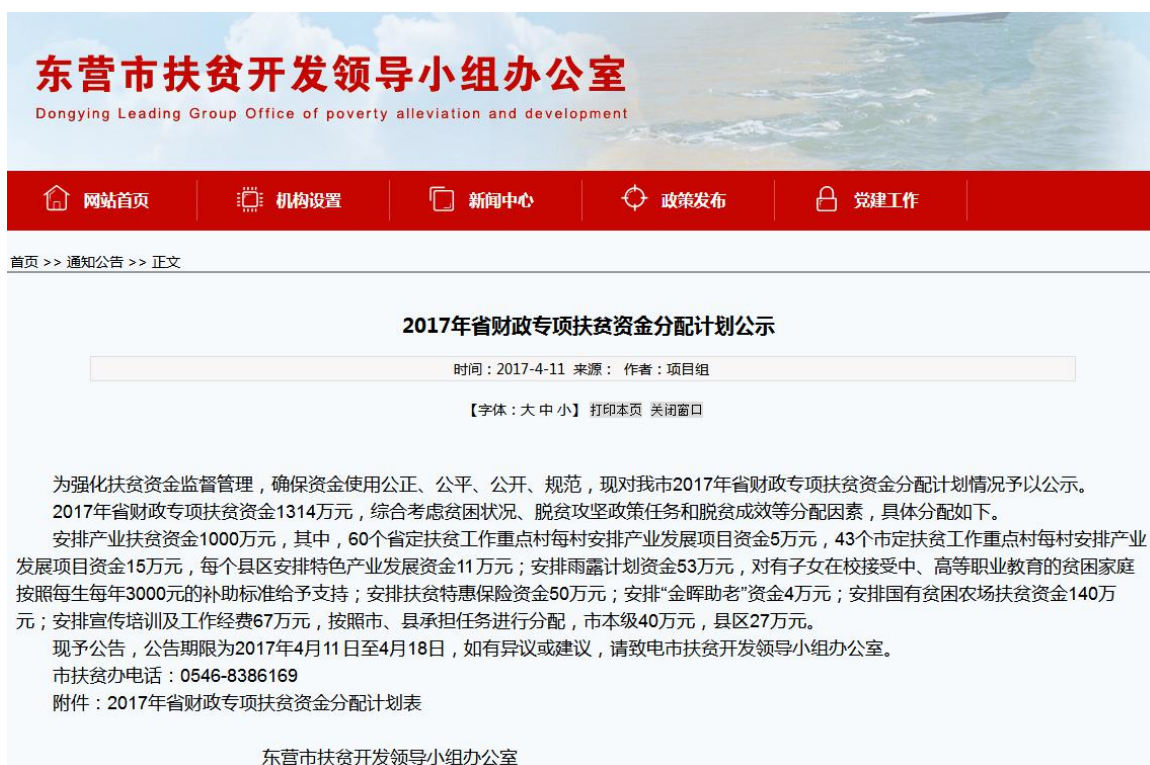 东营市扶贫开发领导小组办公室
Dongying Leading Group Office of poverty alleviation and development
网站首页 机构设置 新闻中心 政策发布 党建工作
首页 >> 通知公告 >> 正文
2017年省财政专项扶贫资金分配计划公示
时间：2017-4-11 来源： 作者：项目组
【字体：大 中 小】 打印本页 关闭窗口
为强化扶贫资金监督管理，确保资金使用公正、公平、公开、规范，现对我市2017年省财政专项扶贫资金分配计划情况予以公示。
2017年省财政专项扶贫资金1314万元，综合考虑贫困状况、脱贫攻坚政策任务和脱贫成效等分配因素，具体分配如下。
安排产业扶贫资金1000万元，其中，60个省定扶贫工作重点村每村安排产业发展项目资金5万元，43个市定扶贫工作重点村每村安排产业
发展项目资金15万元，每个县区安排特色产业发展资金11万元；安排雨露计划资金53万元，对有子女在校接受中、高等职业教育的贫困家庭
按照每生每年3000元的补助标准给予支持；安排扶贫特惠保险资金50万元；安排“金晖助老”资金4万元；安排国有贫困农场扶贫资金140万
元；安排宣传培训及工作经费67万元，按照市、县承担任务进行分配，市本级40万元，县区27万元。
现予公告，公告期限为2017年4月11日至4月18日，如有异议或建议，请致电市扶贫开发领导小组办公室。
市扶贫办电话：0546-8386169
附件：2017年省财政专项扶贫资金分配计划表
东营市扶贫开发领导小组办公室